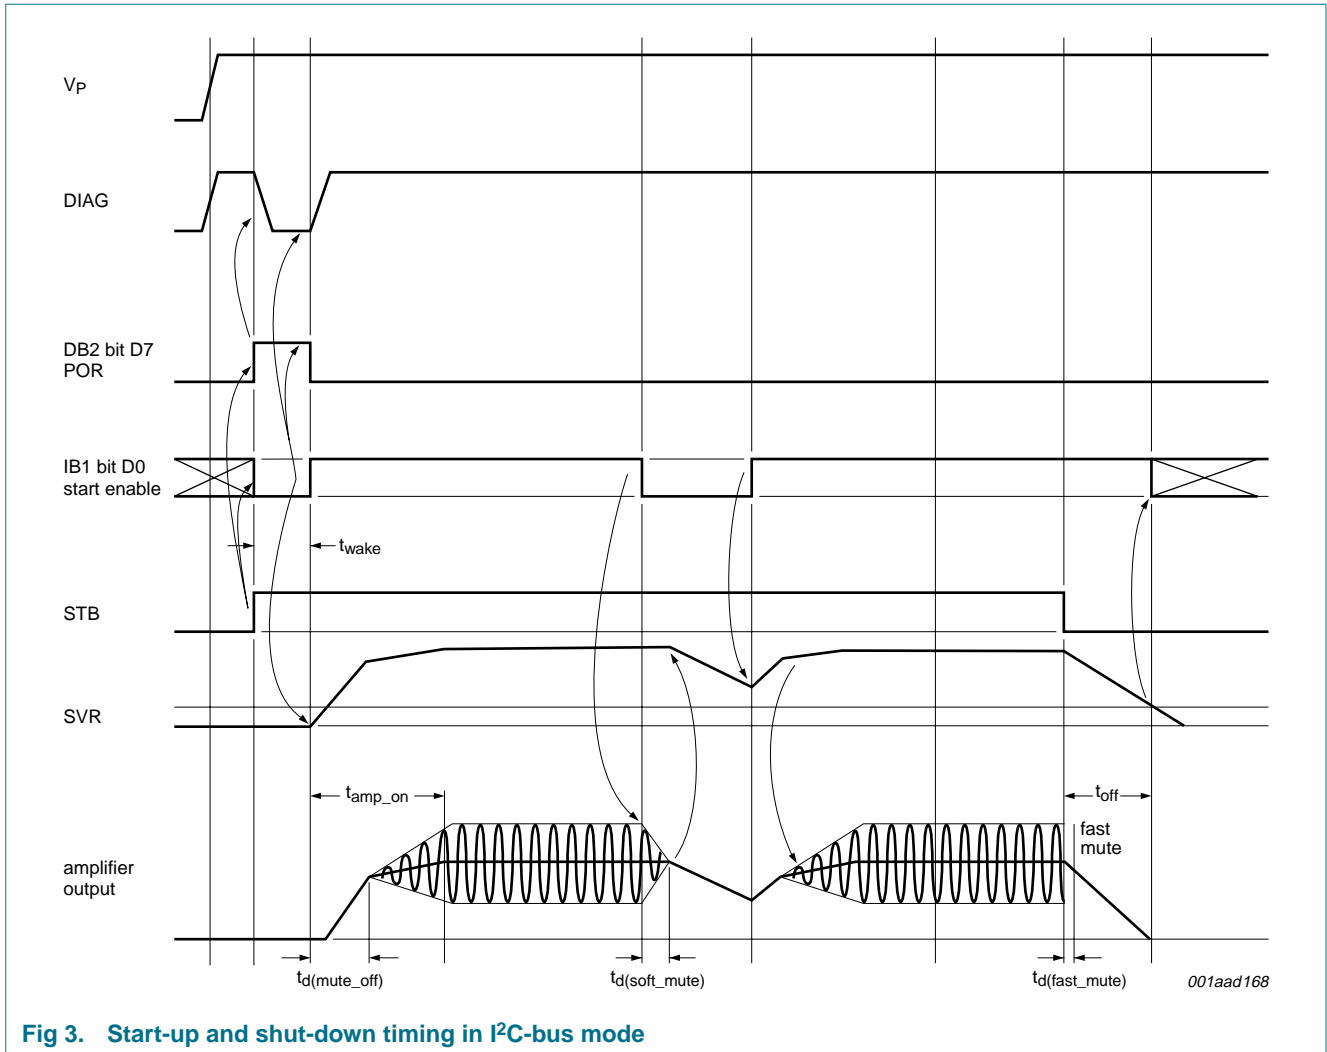 VP
DIAG
DB2 bit D7
POR
IB1 bit D0
start enable
twake
STB
SVR
tamp_on
toff
fast
mute
amplifier
output
td(mute_off)
td(soft_mute)
td(fast_mute)
001aad168
Fig 3. Start-up and shut-down timing in I2C-bus mode